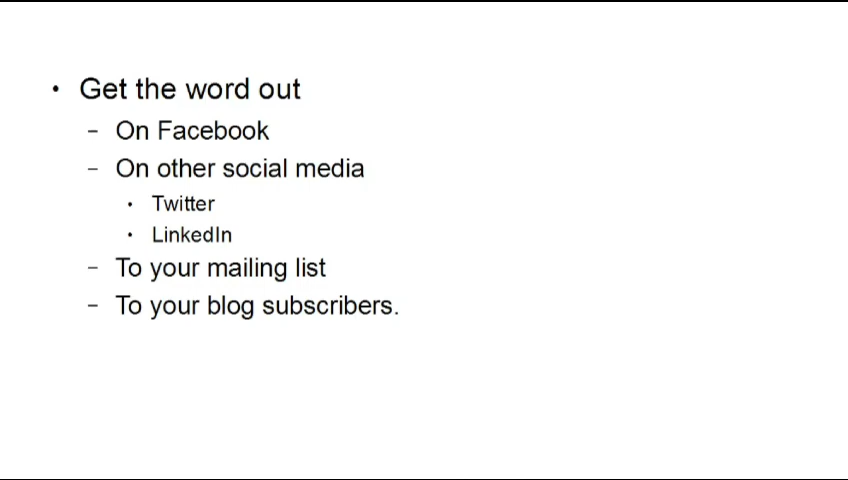 • Get the word out
– On Facebook
– On other social media
• Twitter
• LinkedIn
– To your mailing list
– To your blog subscribers.